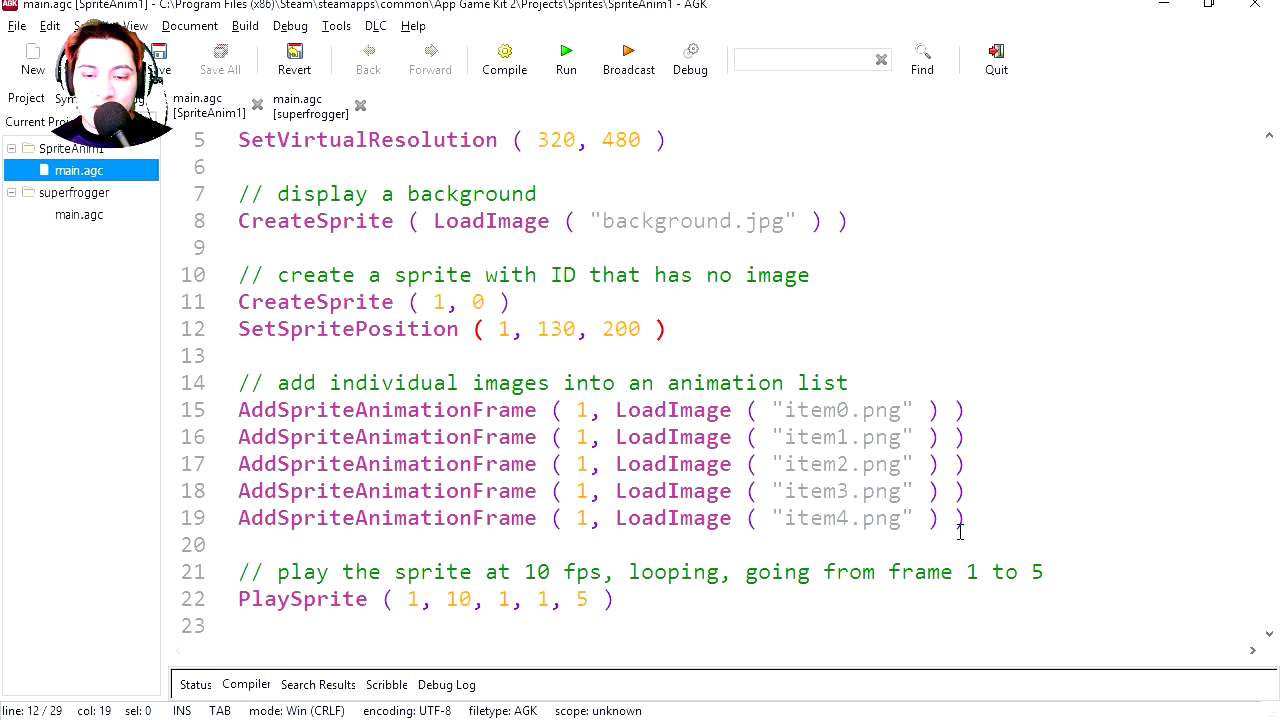 main.agc [SpriteAnim1] - C:\Program Files (x86)\Steam\steamapps\common\App Game Kit 2\Projects\Sprites\SpriteAnim1 - AGK
File Edit View Document Build Debug Tools DLC Help
New Save All Revert Back Forward Compile Run Broadcast Debug Find Quit
Project
main.agc
[SpriteAnim1]
main.agc
[superfrogger]
Current
SpriteAnim1
main.agc
superfrogger
main.agc
5 SetVirtualResolution ( 320, 480 )
6
7 // display a background
8 CreateSprite ( LoadImage ( "background.jpg" ) )
9
10 // create a sprite with ID that has no image
11 CreateSprite ( 1, 0 )
12 SetSpritePosition ( 1, 130, 200 )
13
14 // add individual images into an animation list
15 AddSpriteAnimationFrame ( 1, LoadImage ( "item0.png" ) )
16 AddSpriteAnimationFrame ( 1, LoadImage ( "item1.png" ) )
17 AddSpriteAnimationFrame ( 1, LoadImage ( "item2.png" ) )
18 AddSpriteAnimationFrame ( 1, LoadImage ( "item3.png" ) )
19 AddSpriteAnimationFrame ( 1, LoadImage ( "item4.png" ) )
20
21 // play the sprite at 10 fps, looping, going from frame 1 to 5
22 PlaySprite ( 1, 10, 1, 1, 5 )
23
Status Compiler Search Results Scribble Debug Log
line: 12 / 29 col: 19 sel: 0 INS TAB mode: Win (CRLF) encoding: UTF-8 filetype: AGK scope: unknown